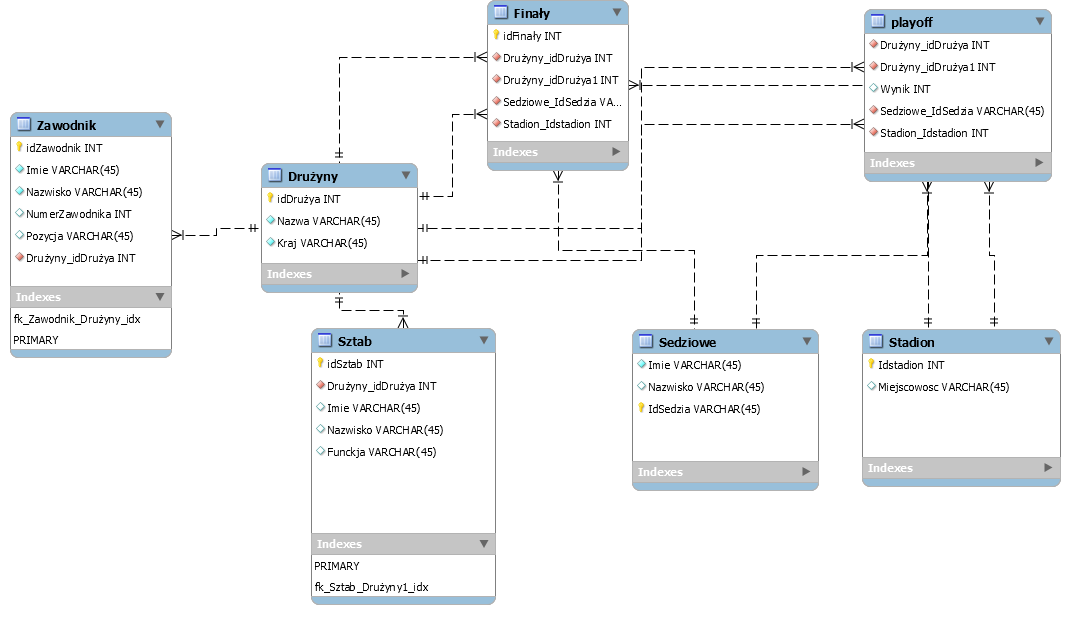 Finały
idFinały INT
Drużyny_idDrużya INT
Drużyny_idDrużya1 INT
Sedziowe_IdSedzia VA...
Stadion_Idstadion INT
Indexes
playoff
Drużyny_idDrużya INT
Drużyny_idDrużya1 INT
Wynik INT
Sedziowe_IdSedzia VARCHAR(45)
Stadion_Idstadion INT
Indexes
Zawodnik
idZawodnik INT
Imie VARCHAR(45)
Nazwisko VARCHAR(45)
NumerZawodnika INT
Pozycja VARCHAR(45)
Drużyny_idDrużya INT
Indexes
fk_Zawodnik_Drużyny_idx
PRIMARY
Drużyny
idDrużya INT
Nazwa VARCHAR(45)
Kraj VARCHAR(45)
Indexes
Sztab
idSztab INT
Drużyny_idDrużya INT
Imie VARCHAR(45)
Nazwisko VARCHAR(45)
Funckja VARCHAR(45)
Indexes
PRIMARY
fk_Sztab_Drużyny1_idx
Sedziowe
Imie VARCHAR(45)
Nazwisko VARCHAR(45)
IdSedzia VARCHAR(45)
Indexes
Stadion
Idstadion INT
Miejscowosc VARCHAR(45)
Indexes